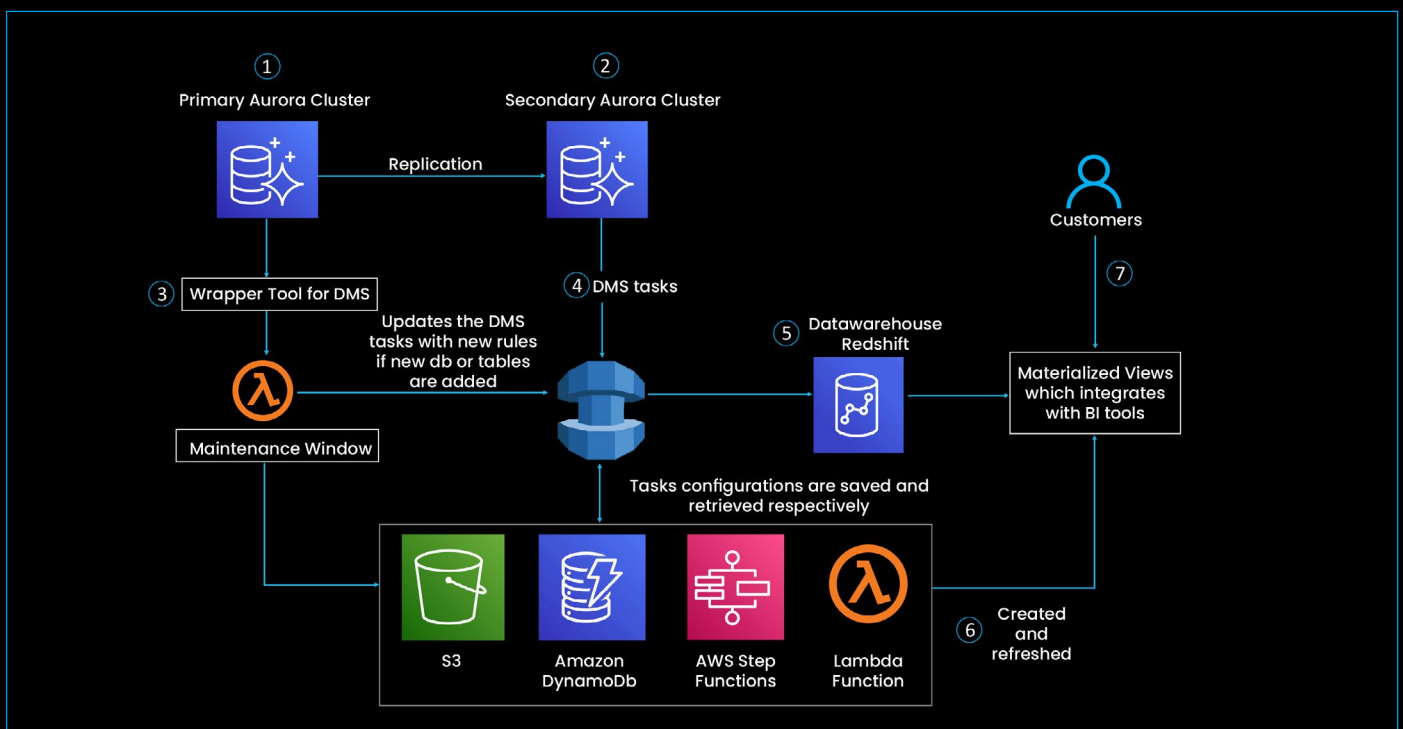 1
Primary Aurora Cluster
2
Secondary Aurora Cluster
Replication
Customers
3
Wrapper Tool for DMS
4
DMS tasks
7
Updates the DMS
tasks with new rules
if new db or tables
are added
5
Datawarehouse
Redshift
Materialized Views
which integrates
with BI tools
Maintenance Window
Tasks configurations are saved and
retrieved respectively
S3
Amazon
DynamoDb
AWS Step
Functions
Lambda
Function
6
Created
and
refreshed